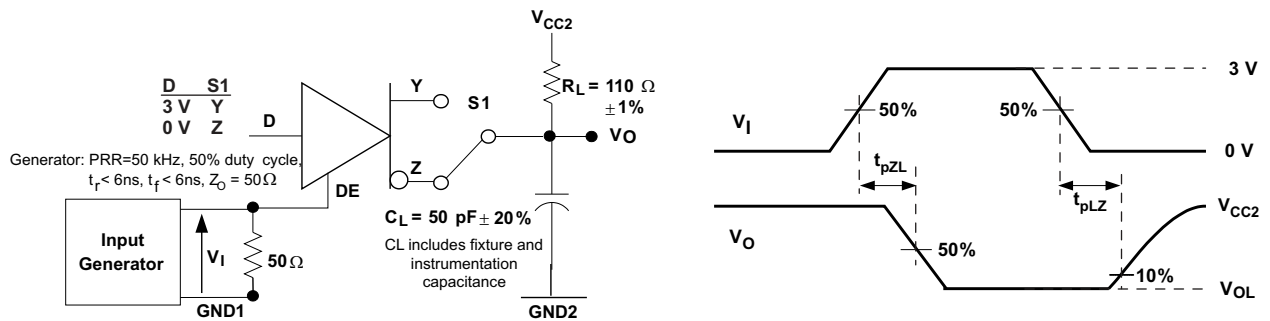 V_CC2
D S1
3 V Y
0 V Z
R_L = 110 Ω
±1%
Y
S1
D
V_O
Z
Generator: PRR=50 kHz, 50% duty cycle,
t_r < 6ns, t_f < 6ns, Z_O = 50Ω
DE
C_L = 50 pF ± 20%
CL includes fixture and
instrumentation
capacitance
Input
Generator
V_I
50Ω
GND1
GND2
3 V
V_I
50%
50%
0 V
t_pZL
t_pLZ
V_CC2
V_O
50%
10%
V_OL